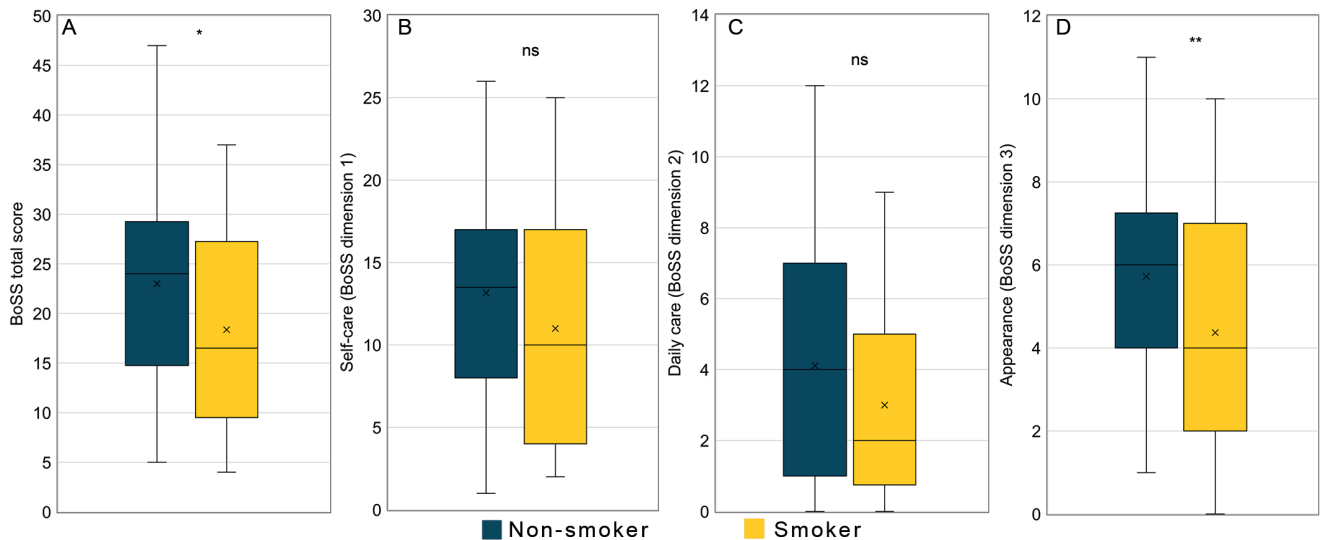 A
*
50
45
40
35
30
25
20
15
10
5
0
BoSS total score
B
ns
30
25
20
15
10
5
0
Self-care (BoSS dimension 1)
C
ns
14
12
10
8
6
4
2
0
Daily care (BoSS dimension 2)
D
**
12
10
8
6
4
2
0
Appearance (BoSS dimension 3)
Non-smoker
Smoker